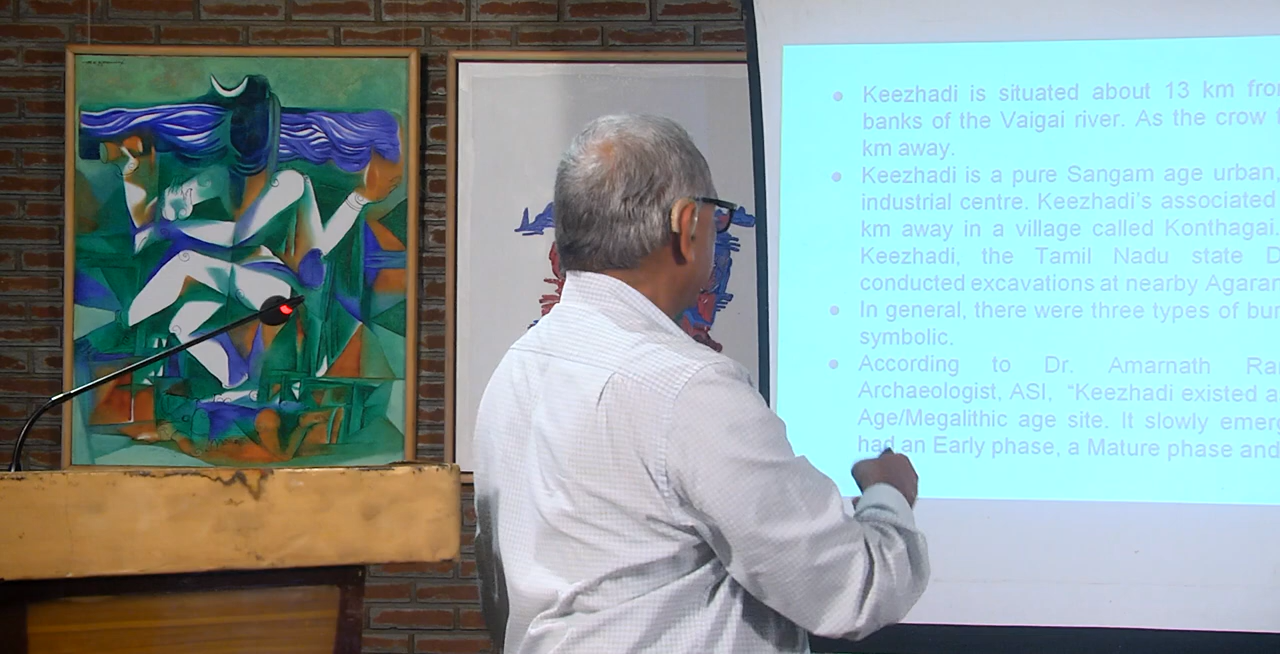 Keezhadi is situated about 13 km
banks of the Vaigai river. As the crow
km away.
Keezhadi is a pure Sangam age urban,
industrial centre. Keezhadi's associated
km away in a village called Konthagai.
Keezhadi, the Tamil Nadu state
conducted excavations at nearby
In general, there were three types of
symbolic.
According to Dr. Amarnath
Archaeologist, ASI, “Keezhadi existed
Age/Megalithic age site. It slowly
had an Early phase, a Mature phase and